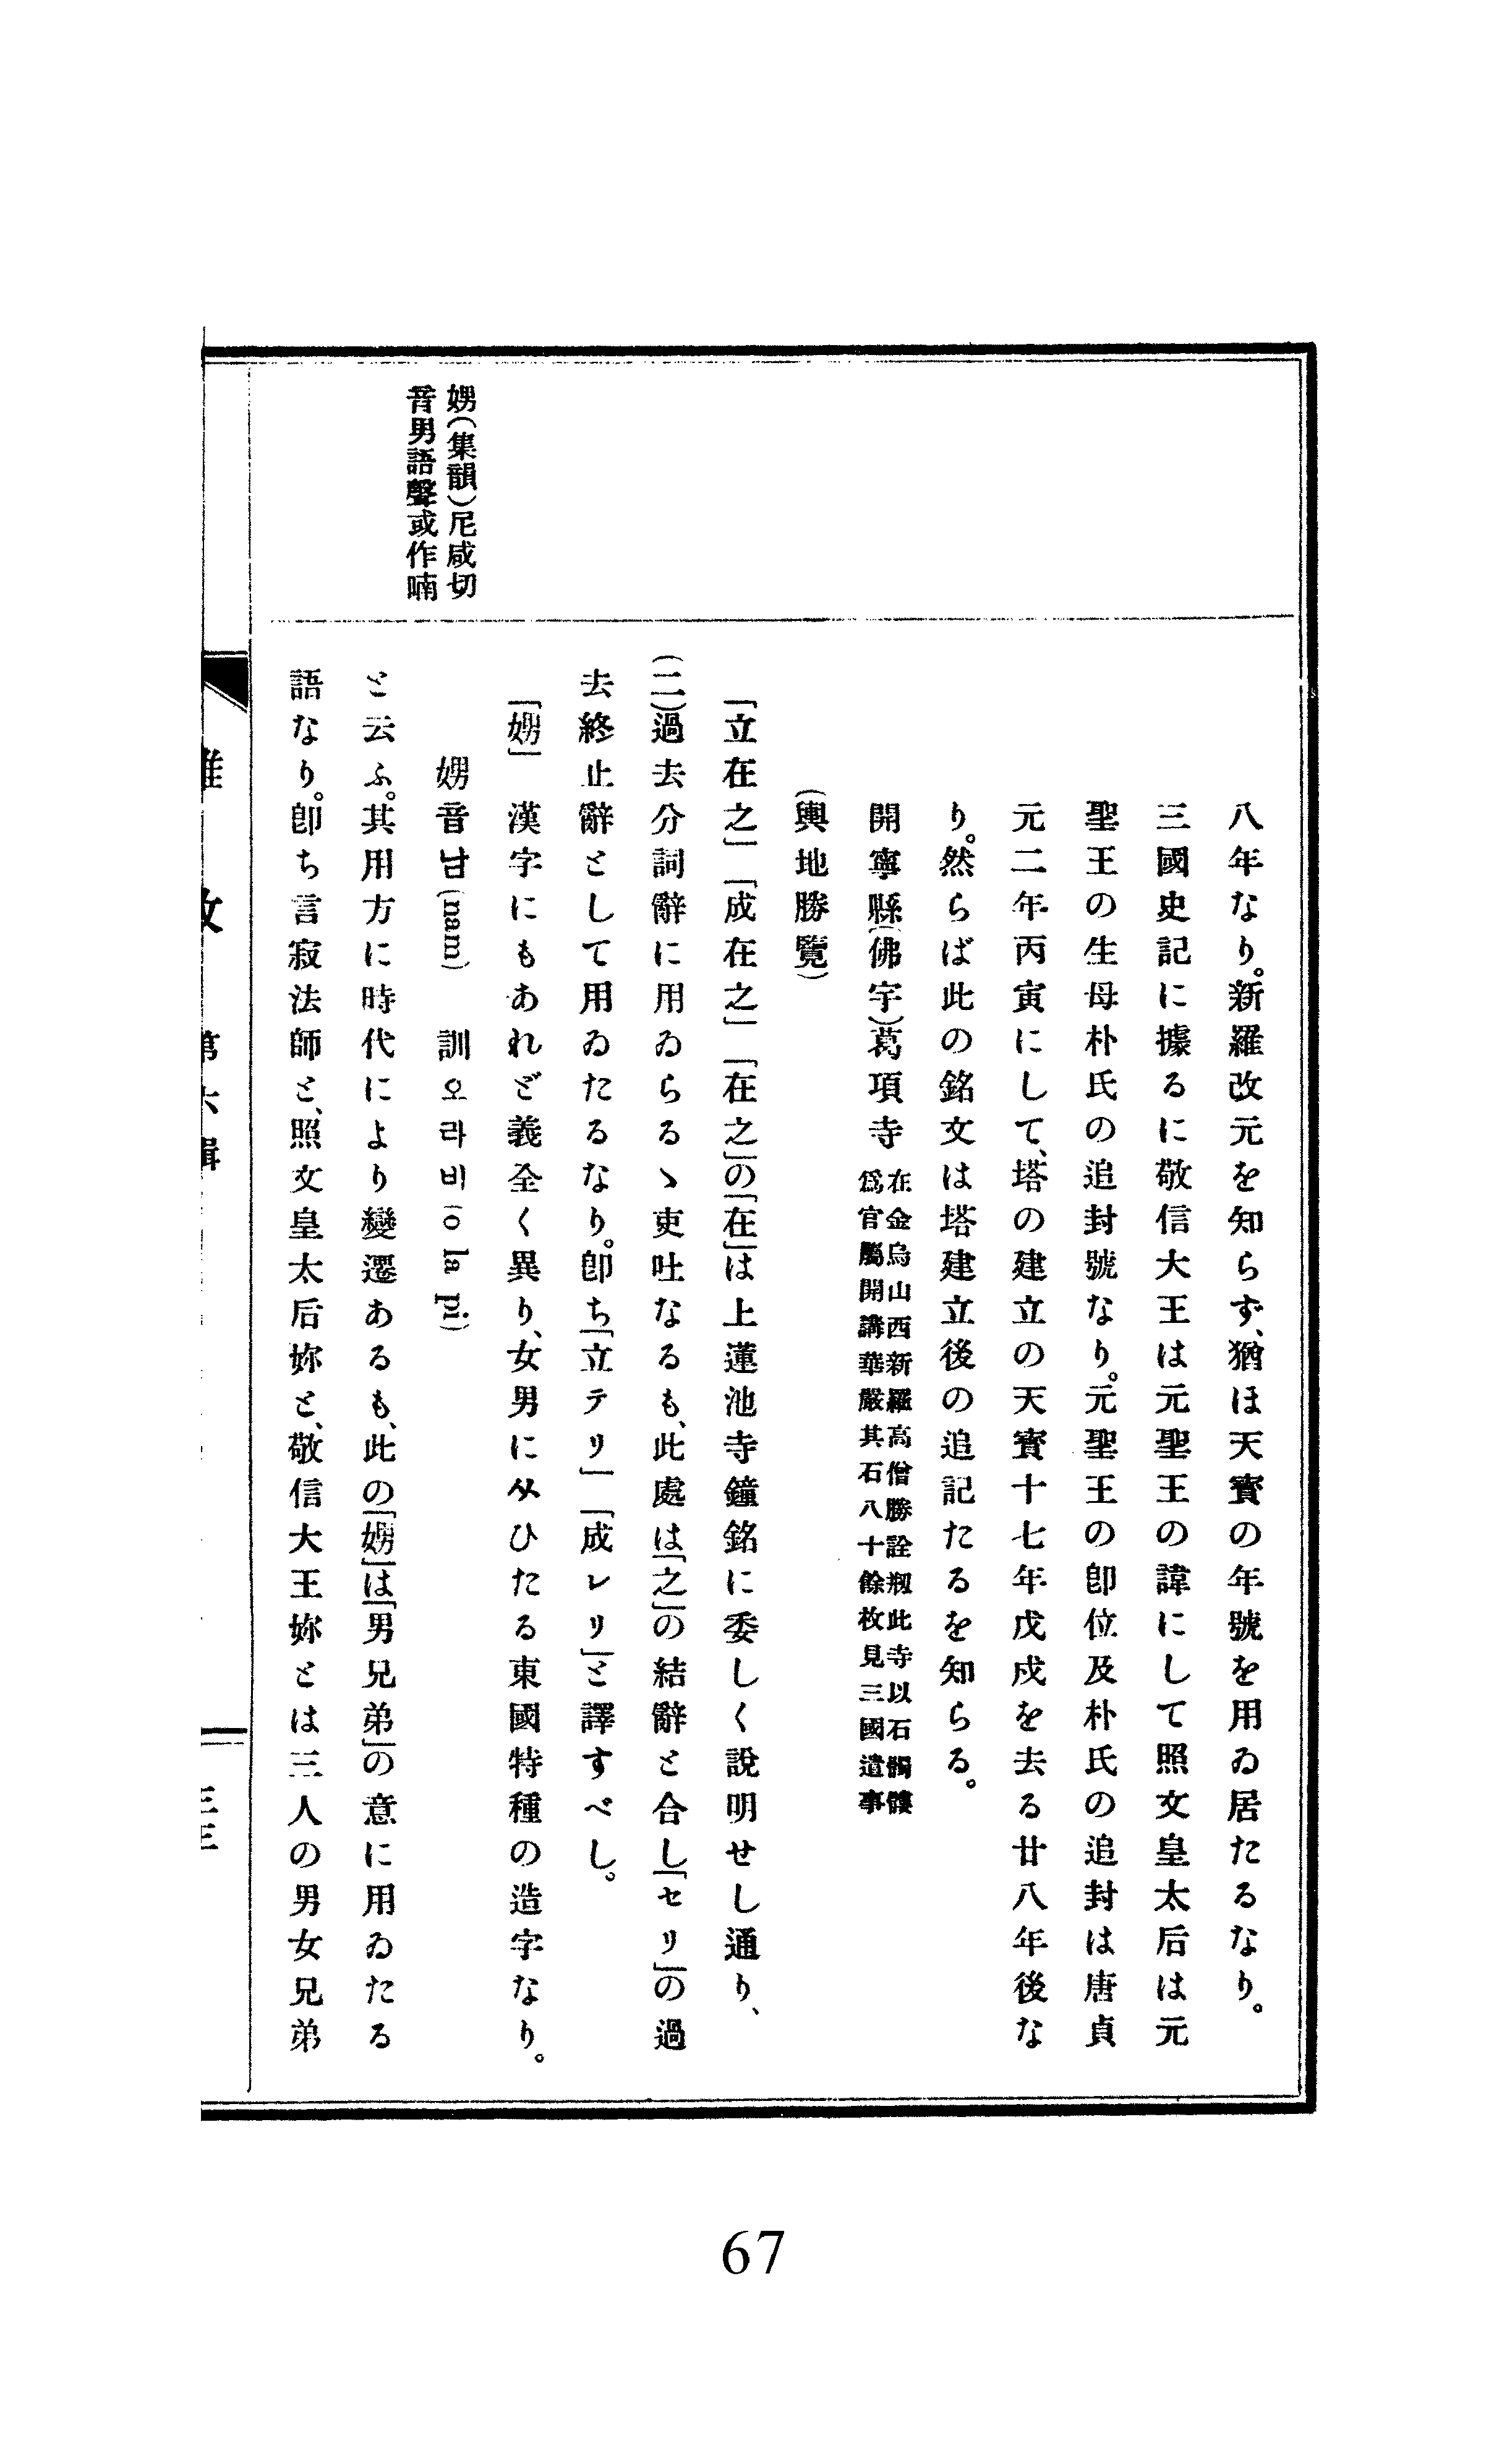 娚(集韻)尼咸切
音男語聲或作喃
八年なり。新羅改元を知らず、猶ほ天寶の年號を用ゐ居たるなり。
三國史記に據るに敬信大王は元聖王の諱にして照文皇太后は元
聖王の生母朴氏の追封號なり。元聖王の卽位及朴氏の追封は唐貞
元二年丙寅にして、塔の建立の天寶十七年戊戌を去る廿八年後な
り。然らば此の銘文は塔建立後の追記たるを知らる。
開寧縣(佛宇)葛項寺 在金烏山西新羅高僧勝詮剏此寺以石髑髏
爲官屬開講華嚴其石八十餘枚見三國遺事
(輿地勝覽)
「立在之」「成在之」「在之」の「在」は上蓮池寺鐘銘に委しく說明せし通り、
(二)過去分詞辭に用ゐらるゝ吏吐なるも、此處は「之」の結辭と合し「セリ」の過
去終止辭として用ゐたるなり。卽ち「立テリ」「成レリ」と譯すべし。
「娚」 漢字にもあれど義全く異り、女男に从ひたる東國特種の造字なり。
娚音남(nam) 訓오라비(o la pi)
と云ふ。其用方に時代により變遷あるも、此の「娚」は「男兄弟」の意に用ゐたる
語なり。卽ち言寂法師と、照文皇太后妳と、敬信大王妳とは三人の男女兄弟
雜攷 第六輯
三三
67